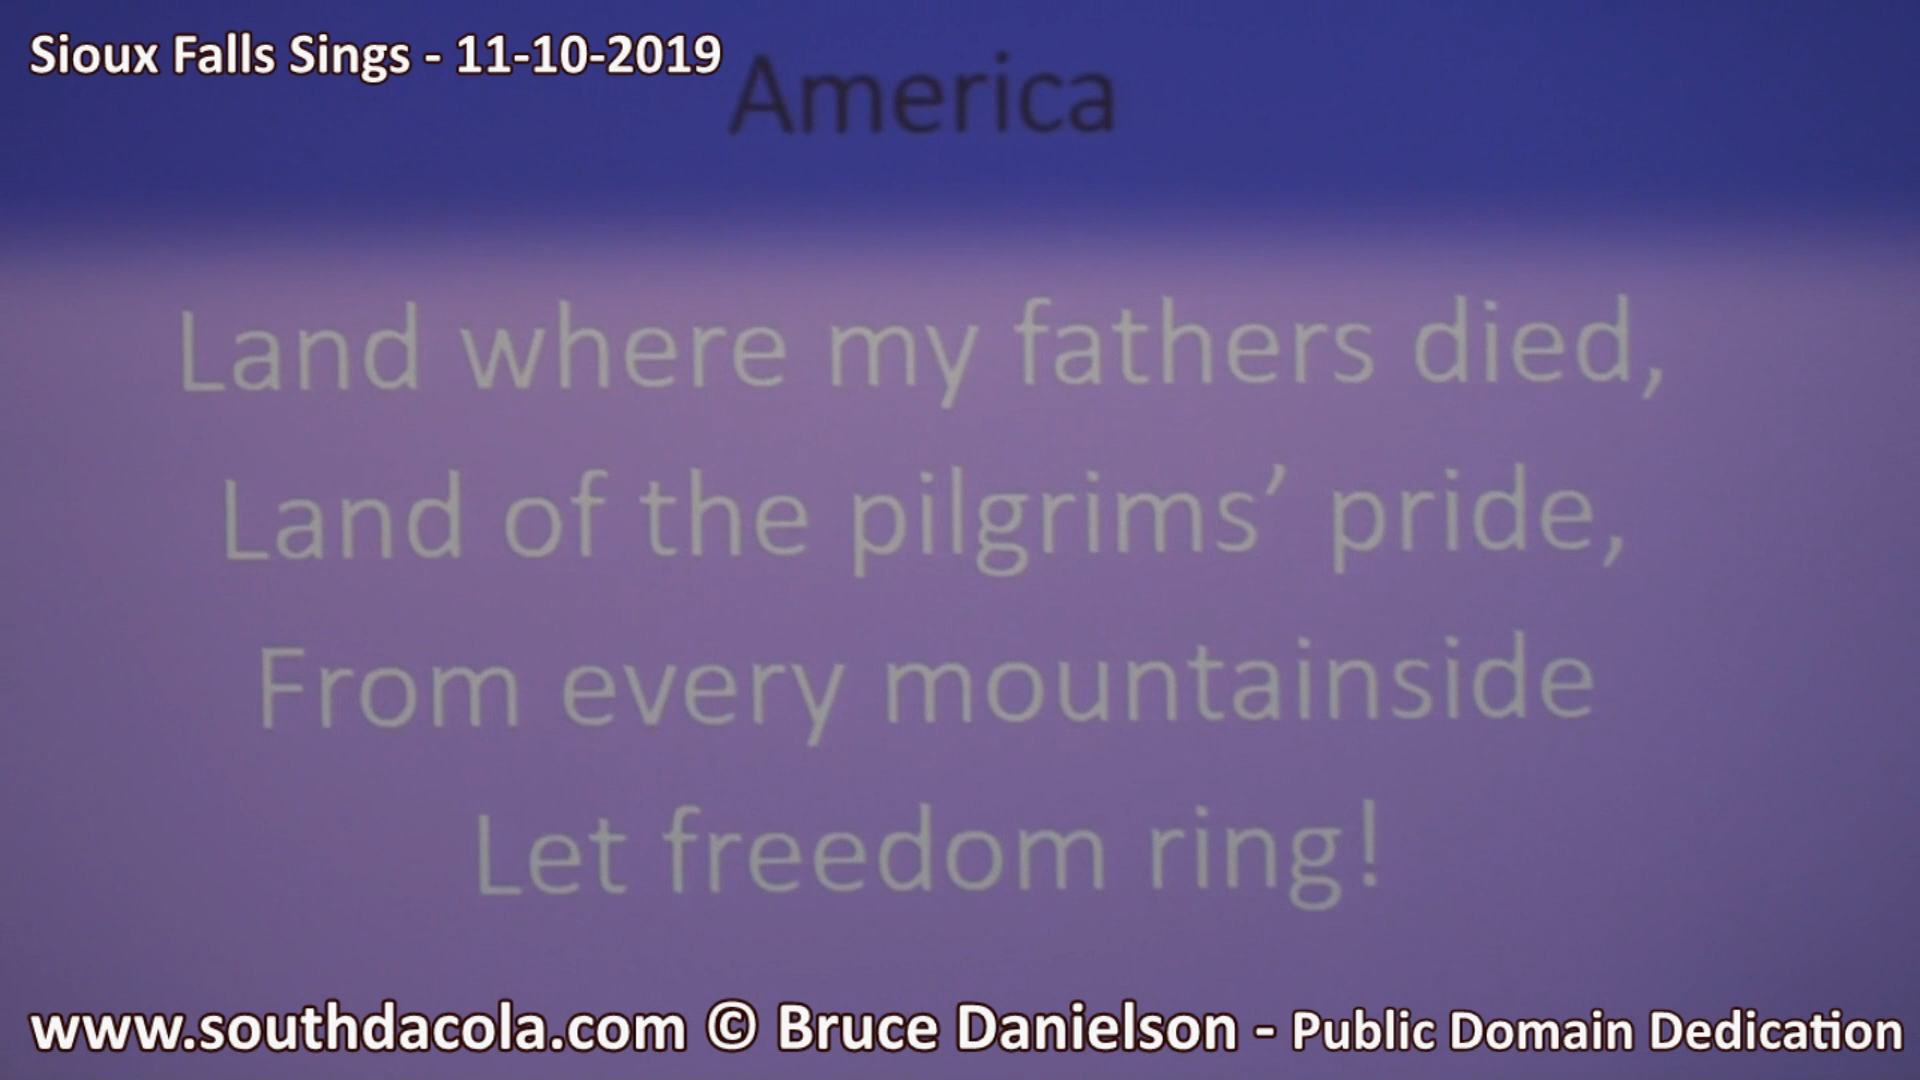 Sioux Falls Sings - 11-10-2019
America
Land where my fathers died,
Land of the pilgrims’ pride,
From every mountainside
Let freedom ring!
www.southdacola.com © Bruce Danielson - Public Domain Dedication